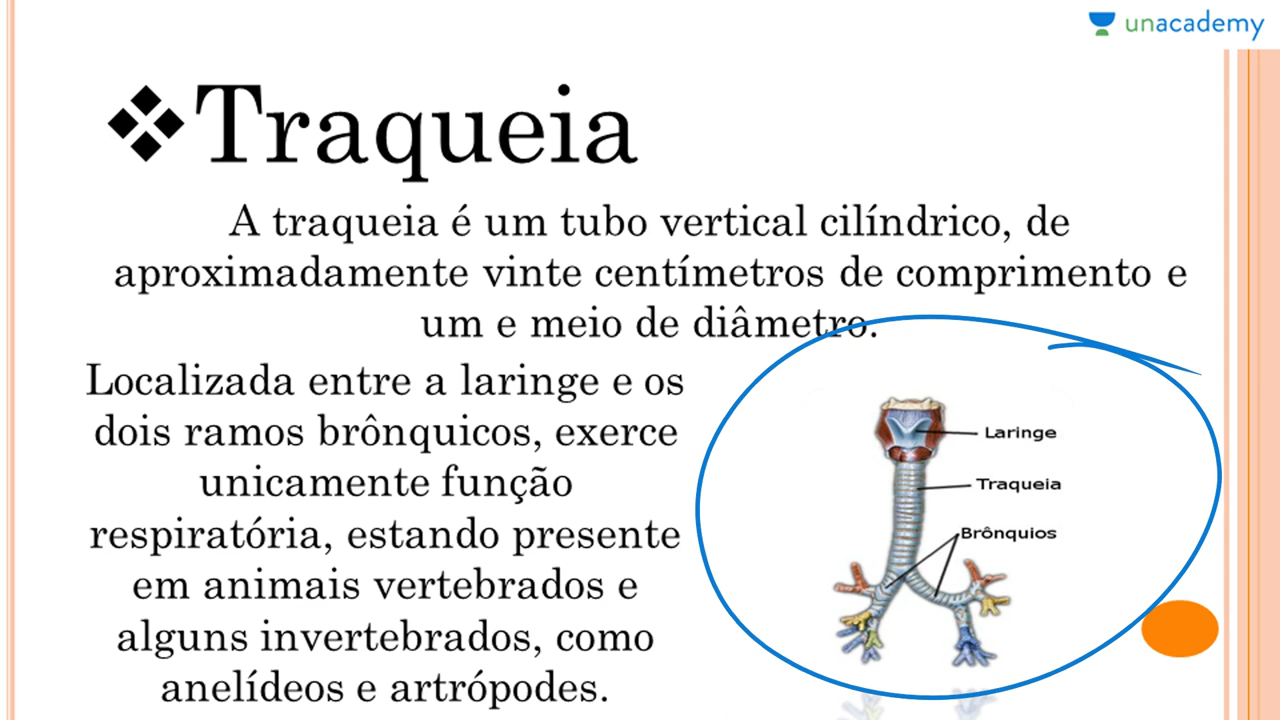 unacademy
Traqueia
A traqueia é um tubo vertical cilíndrico, de
aproximadamente vinte centímetros de comprimento e
um e meio de diâmetro.
Localizada entre a laringe e os
dois ramos brônquicos, exerce
unicamente função
respiratória, estando presente
em animais vertebrados e
alguns invertebrados, como
anelídeos e artrópodes.
Laringe
Traqueia
Brônquios